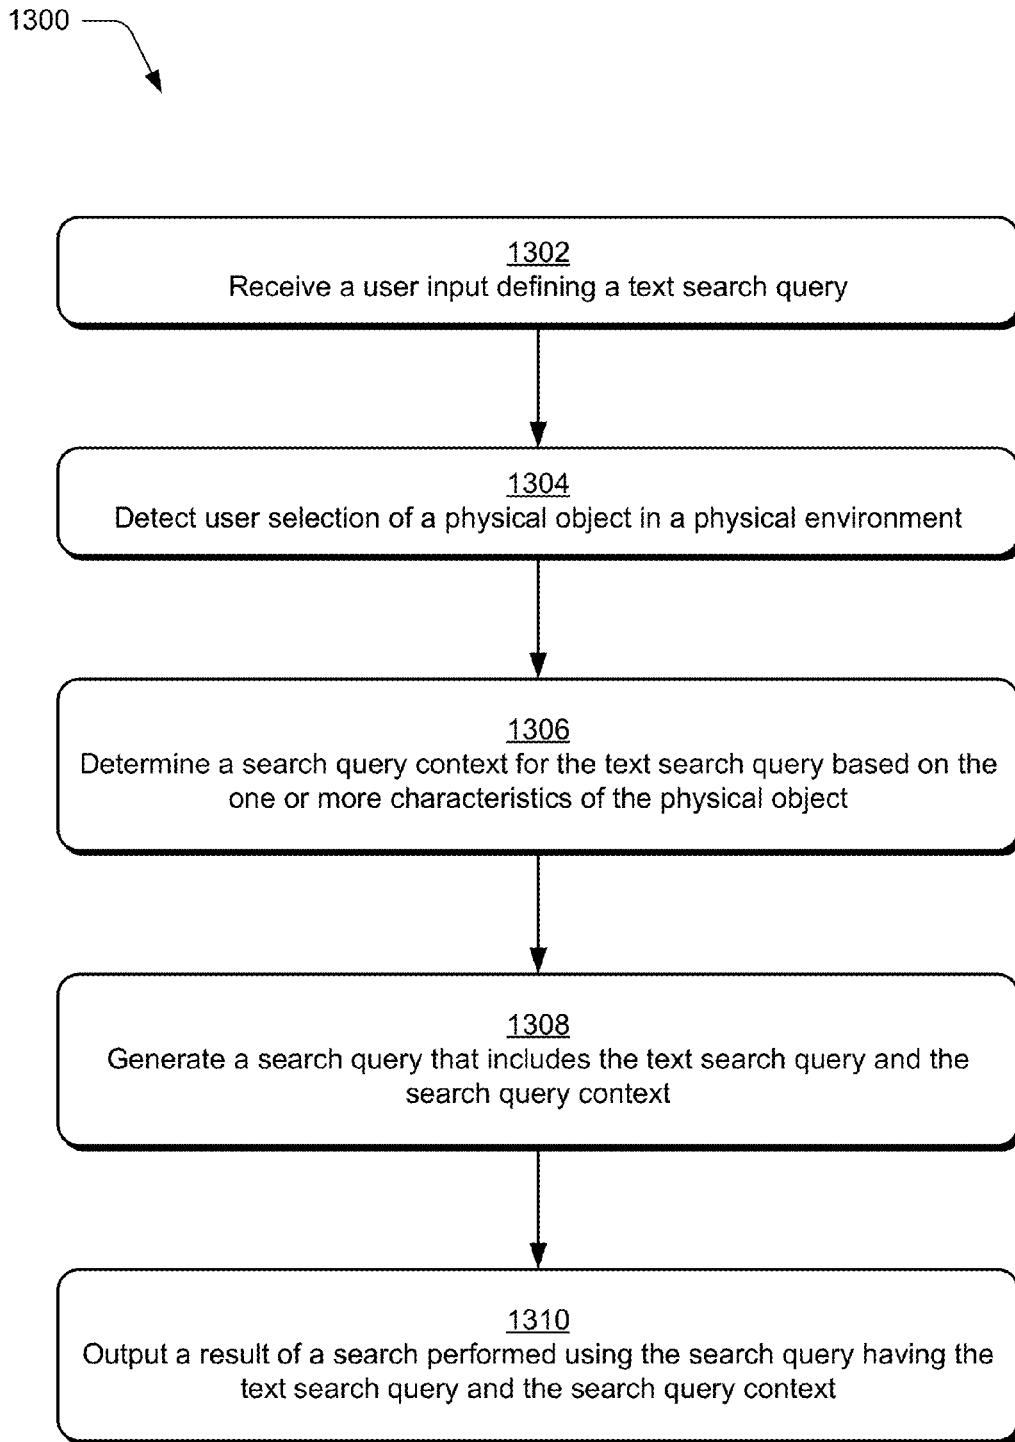 1300
1302
Receive a user input defining a text search query
1304
Detect user selection of a physical object in a physical environment
1306
Determine a search query context for the text search query based on the
one or more characteristics of the physical object
1308
Generate a search query that includes the text search query and the
search query context
1310
Output a result of a search performed using the search query having the
text search query and the search query context